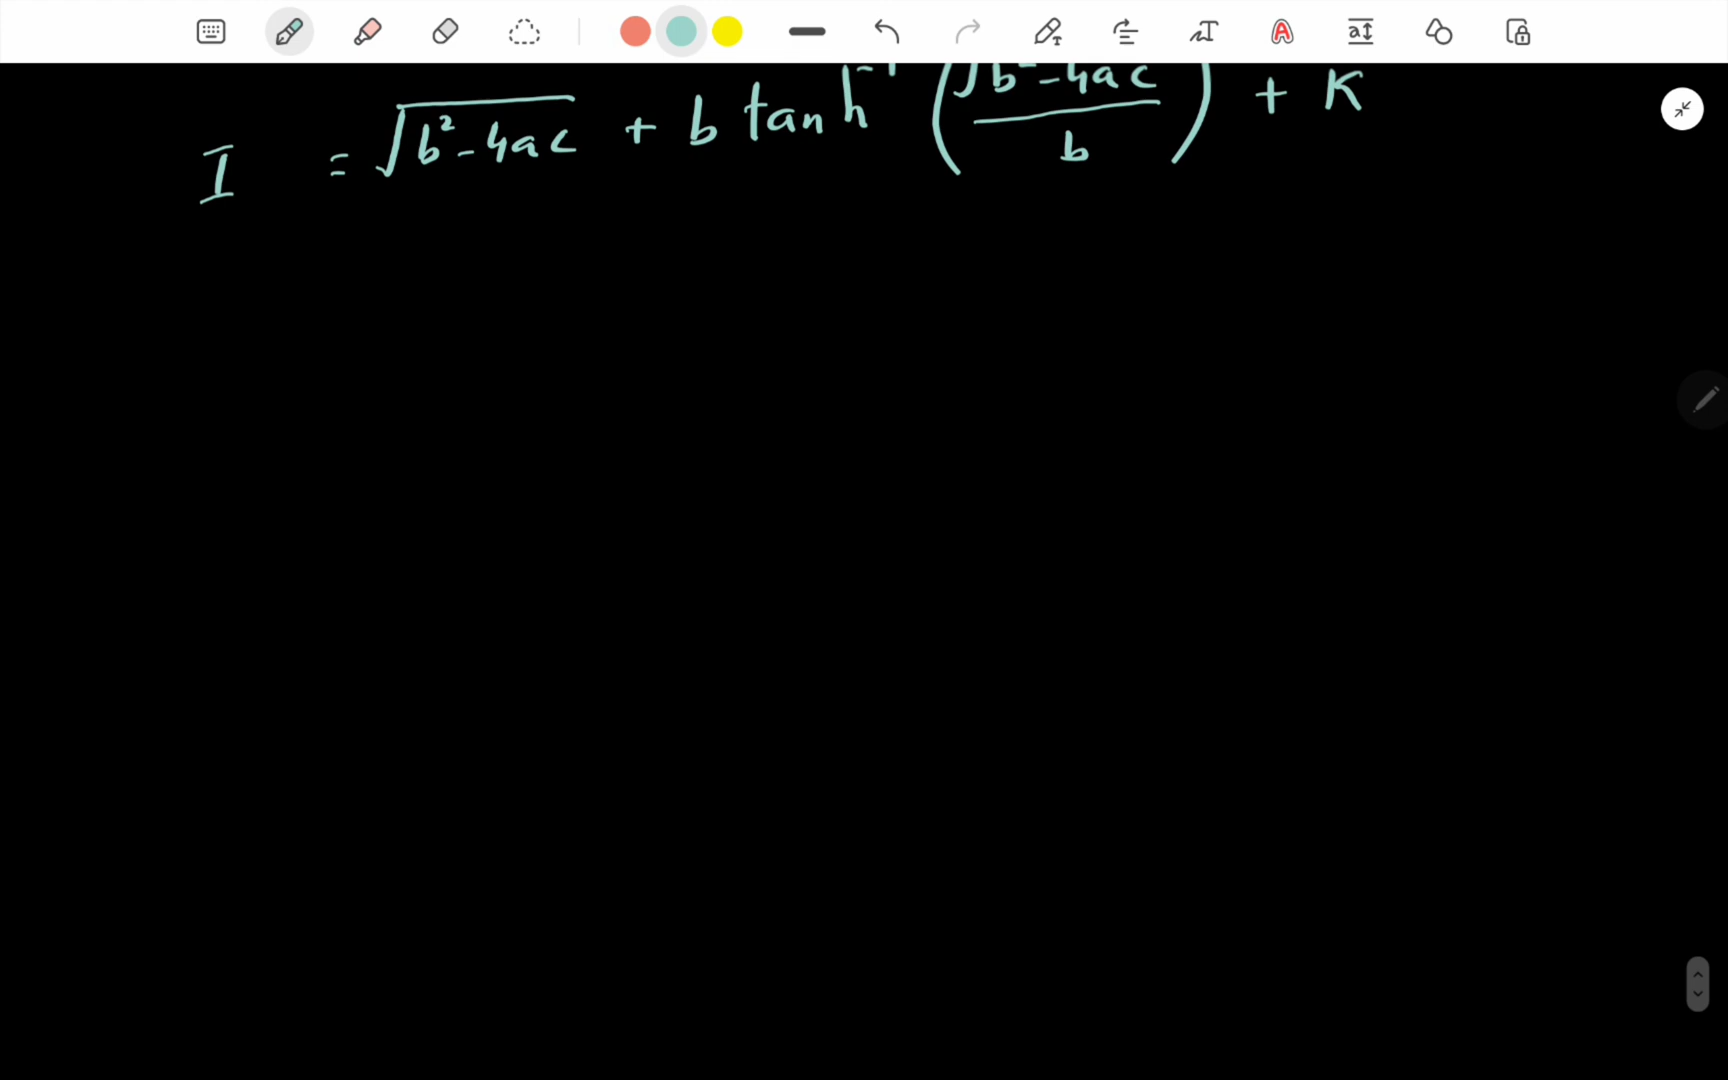 I = √(b² - 4ac) + b tanh⁻¹ (√(b² - 4ac) / b) + K